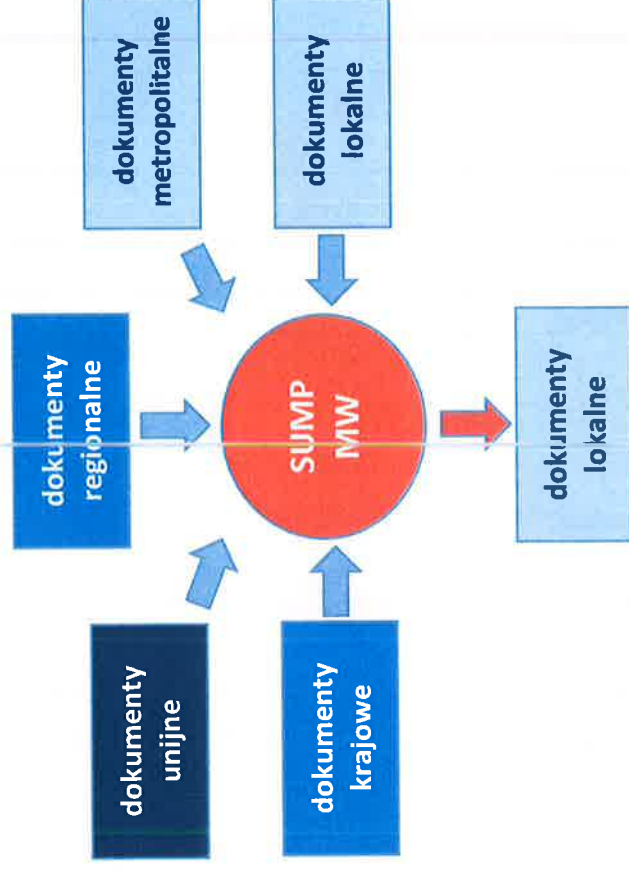 dokumenty
unijne
dokumenty
krajowe
dokumenty
regionalne
SUMP
MW
dokumenty
metropolitalne
dokumenty
lokalne
dokumenty
lokalne